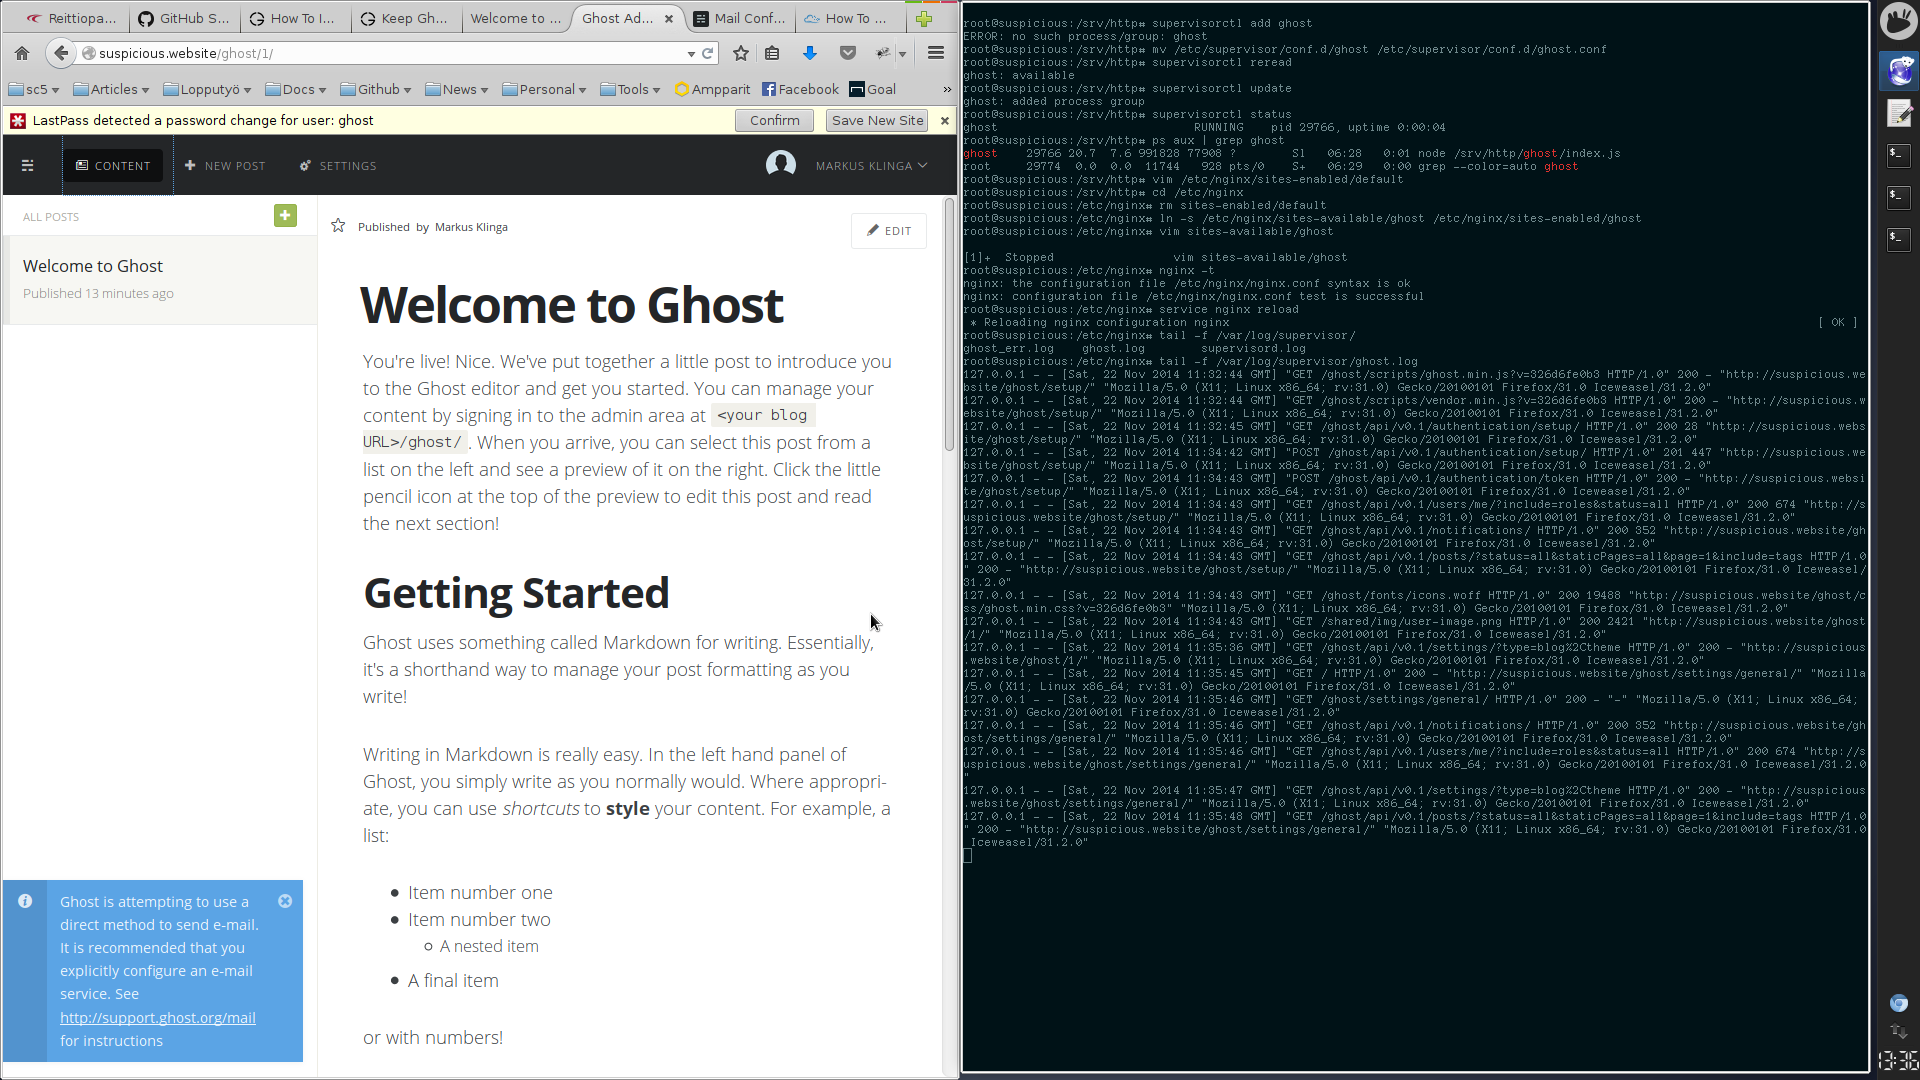 Reittiopa...
GitHub S...
How To I...
Keep Gh...
Welcome to ...
Ghost Ad...
Mail Conf...
How To ...
suspicious.website/ghost/1/
sc5
Articles
Lopputyö
Docs
Github
News
Personal
Tools
Ampparit
Facebook
Goal
»
LastPass detected a password change for user: ghost
Confirm
Save New Site
CONTENT
NEW POST
SETTINGS
MARKUS KLINGA
ALL POSTS
Welcome to Ghost
Published 13 minutes ago
Published by Markus Klinga
EDIT
Welcome to Ghost
You're live! Nice. We've put together a little post to introduce you
to the Ghost editor and get you started. You can manage your
content by signing in to the admin area at <your blog
URL>/ghost/ . When you arrive, you can select this post from a
list on the left and see a preview of it on the right. Click the little
pencil icon at the top of the preview to edit this post and read
the next section!
Getting Started
Ghost uses something called Markdown for writing. Essentially,
it's a shorthand way to manage your post formatting as you
write!
Writing in Markdown is really easy. In the left hand panel of
Ghost, you simply write as you normally would. Where appropri-
ate, you can use shortcuts to style your content. For example, a
list:
Item number one
Item number two
A nested item
A final item
or with numbers!
Ghost is attempting to use a
direct method to send e-mail.
It is recommended that you
explicitly configure an e-mail
service. See
http://support.ghost.org/mail
for instructions
root@suspicious:/srv/http# supervisorctl add ghost
ERROR: no such process/group: ghost
root@suspicious:/srv/http# mv /etc/supervisor/conf.d/ghost /etc/supervisor/conf.d/ghost.conf
root@suspicious:/srv/http# supervisorctl reread
ghost: available
root@suspicious:/srv/http# supervisorctl update
ghost: added process group
root@suspicious:/srv/http# supervisorctl status
ghost RUNNING pid 29766, uptime 0:00:04
root@suspicious:/srv/http# ps aux | grep ghost
ghost 29766 20.7 7.6 991828 77908 ? Sl 06:28 0:01 node /srv/http/ghost/index.js
root 29774 0.0 0.0 11744 928 pts/0 S+ 06:29 0:00 grep --color=auto ghost
root@suspicious:/srv/http# vim /etc/nginx/sites-enabled/default
root@suspicious:/srv/http# cd /etc/nginx
root@suspicious:/etc/nginx# rm sites-enabled/default
root@suspicious:/etc/nginx# ln -s /etc/nginx/sites-available/ghost /etc/nginx/sites-enabled/ghost
root@suspicious:/etc/nginx# vim sites-available/ghost
[1]+ Stopped vim sites-available/ghost
root@suspicious:/etc/nginx# nginx -t
nginx: the configuration file /etc/nginx/nginx.conf syntax is ok
nginx: configuration file /etc/nginx/nginx.conf test is successful
root@suspicious:/etc/nginx# service nginx reload
* Reloading nginx configuration nginx [ OK ]
root@suspicious:/etc/nginx# tail -f /var/log/supervisor/
ghost_err.log ghost.log supervisord.log
root@suspicious:/etc/nginx# tail -f /var/log/supervisor/ghost.log
127.0.0.1 - - [Sat, 22 Nov 2014 11:32:44 GMT] "GET /ghost/scripts/ghost.min.js?v=326d6fe0b3 HTTP/1.0" 200 - "http://suspicious.we
bsite/ghost/setup/" "Mozilla/5.0 (X11; Linux x86_64; rv:31.0) Gecko/20100101 Firefox/31.0 Iceweasel/31.2.0"
127.0.0.1 - - [Sat, 22 Nov 2014 11:32:44 GMT] "GET /ghost/scripts/vendor.min.js?v=326d6fe0b3 HTTP/1.0" 200 - "http://suspicious.w
ebsite/ghost/setup/" "Mozilla/5.0 (X11; Linux x86_64; rv:31.0) Gecko/20100101 Firefox/31.0 Iceweasel/31.2.0"
127.0.0.1 - - [Sat, 22 Nov 2014 11:32:45 GMT] "GET /ghost/api/v0.1/authentication/setup/ HTTP/1.0" 200 28 "http://suspicious.webs
ite/ghost/setup/" "Mozilla/5.0 (X11; Linux x86_64; rv:31.0) Gecko/20100101 Firefox/31.0 Iceweasel/31.2.0"
127.0.0.1 - - [Sat, 22 Nov 2014 11:34:42 GMT] "POST /ghost/api/v0.1/authentication/setup/ HTTP/1.0" 201 447 "http://suspicious.we
bsite/ghost/setup/" "Mozilla/5.0 (X11; Linux x86_64; rv:31.0) Gecko/20100101 Firefox/31.0 Iceweasel/31.2.0"
127.0.0.1 - - [Sat, 22 Nov 2014 11:34:43 GMT] "POST /ghost/api/v0.1/authentication/token HTTP/1.0" 200 - "http://suspicious.websi
te/ghost/setup/" "Mozilla/5.0 (X11; Linux x86_64; rv:31.0) Gecko/20100101 Firefox/31.0 Iceweasel/31.2.0"
127.0.0.1 - - [Sat, 22 Nov 2014 11:34:43 GMT] "GET /ghost/api/v0.1/users/me/?include=roles&status=all HTTP/1.0" 200 674 "http://s
uspicious.website/ghost/setup/" "Mozilla/5.0 (X11; Linux x86_64; rv:31.0) Gecko/20100101 Firefox/31.0 Iceweasel/31.2.0"
127.0.0.1 - - [Sat, 22 Nov 2014 11:34:43 GMT] "GET /ghost/api/v0.1/notifications/ HTTP/1.0" 200 352 "http://suspicious.website/gh
ost/setup/" "Mozilla/5.0 (X11; Linux x86_64; rv:31.0) Gecko/20100101 Firefox/31.0 Iceweasel/31.2.0"
127.0.0.1 - - [Sat, 22 Nov 2014 11:34:43 GMT] "GET /ghost/api/v0.1/posts/?status=all&staticPages=all&page=1&include=tags HTTP/1.0
" 200 - "http://suspicious.website/ghost/setup/" "Mozilla/5.0 (X11; Linux x86_64; rv:31.0) Gecko/20100101 Firefox/31.0 Iceweasel/
31.2.0"
127.0.0.1 - - [Sat, 22 Nov 2014 11:34:43 GMT] "GET /ghost/fonts/icons.woff HTTP/1.0" 200 19488 "http://suspicious.website/ghost/c
ss/ghost.min.css?v=326d6fe0b3" "Mozilla/5.0 (X11; Linux x86_64; rv:31.0) Gecko/20100101 Firefox/31.0 Iceweasel/31.2.0"
127.0.0.1 - - [Sat, 22 Nov 2014 11:34:43 GMT] "GET /shared/img/user-image.png HTTP/1.0" 200 2421 "http://suspicious.website/ghost
/1/" "Mozilla/5.0 (X11; Linux x86_64; rv:31.0) Gecko/20100101 Firefox/31.0 Iceweasel/31.2.0"
127.0.0.1 - - [Sat, 22 Nov 2014 11:35:36 GMT] "GET /ghost/api/v0.1/settings/?type=blog%2Ctheme HTTP/1.0" 200 - "http://suspicious
.website/ghost/1/" "Mozilla/5.0 (X11; Linux x86_64; rv:31.0) Gecko/20100101 Firefox/31.0 Iceweasel/31.2.0"
127.0.0.1 - - [Sat, 22 Nov 2014 11:35:45 GMT] "GET / HTTP/1.0" 200 - "http://suspicious.website/ghost/settings/general/" "Mozilla
/5.0 (X11; Linux x86_64; rv:31.0) Gecko/20100101 Firefox/31.0 Iceweasel/31.2.0"
127.0.0.1 - - [Sat, 22 Nov 2014 11:35:46 GMT] "GET /ghost/settings/general/ HTTP/1.0" 200 - "-" "Mozilla/5.0 (X11; Linux x86_64;
rv:31.0) Gecko/20100101 Firefox/31.0 Iceweasel/31.2.0"
127.0.0.1 - - [Sat, 22 Nov 2014 11:35:46 GMT] "GET /ghost/api/v0.1/notifications/ HTTP/1.0" 200 352 "http://suspicious.website/gh
ost/settings/general/" "Mozilla/5.0 (X11; Linux x86_64; rv:31.0) Gecko/20100101 Firefox/31.0 Iceweasel/31.2.0"
127.0.0.1 - - [Sat, 22 Nov 2014 11:35:46 GMT] "GET /ghost/api/v0.1/users/me/?include=roles&status=all HTTP/1.0" 200 674 "http://s
uspicious.website/ghost/settings/general/" "Mozilla/5.0 (X11; Linux x86_64; rv:31.0) Gecko/20100101 Firefox/31.0 Iceweasel/31.2.0
"
127.0.0.1 - - [Sat, 22 Nov 2014 11:35:47 GMT] "GET /ghost/api/v0.1/settings/?type=blog%2Ctheme HTTP/1.0" 200 - "http://suspicious
.website/ghost/settings/general/" "Mozilla/5.0 (X11; Linux x86_64; rv:31.0) Gecko/20100101 Firefox/31.0 Iceweasel/31.2.0"
127.0.0.1 - - [Sat, 22 Nov 2014 11:35:48 GMT] "GET /ghost/api/v0.1/posts/?status=all&staticPages=all&page=1&include=tags HTTP/1.0
" 200 - "http://suspicious.website/ghost/settings/general/" "Mozilla/5.0 (X11; Linux x86_64; rv:31.0) Gecko/20100101 Firefox/31.0
Iceweasel/31.2.0"
$_
$_
$_
13:36